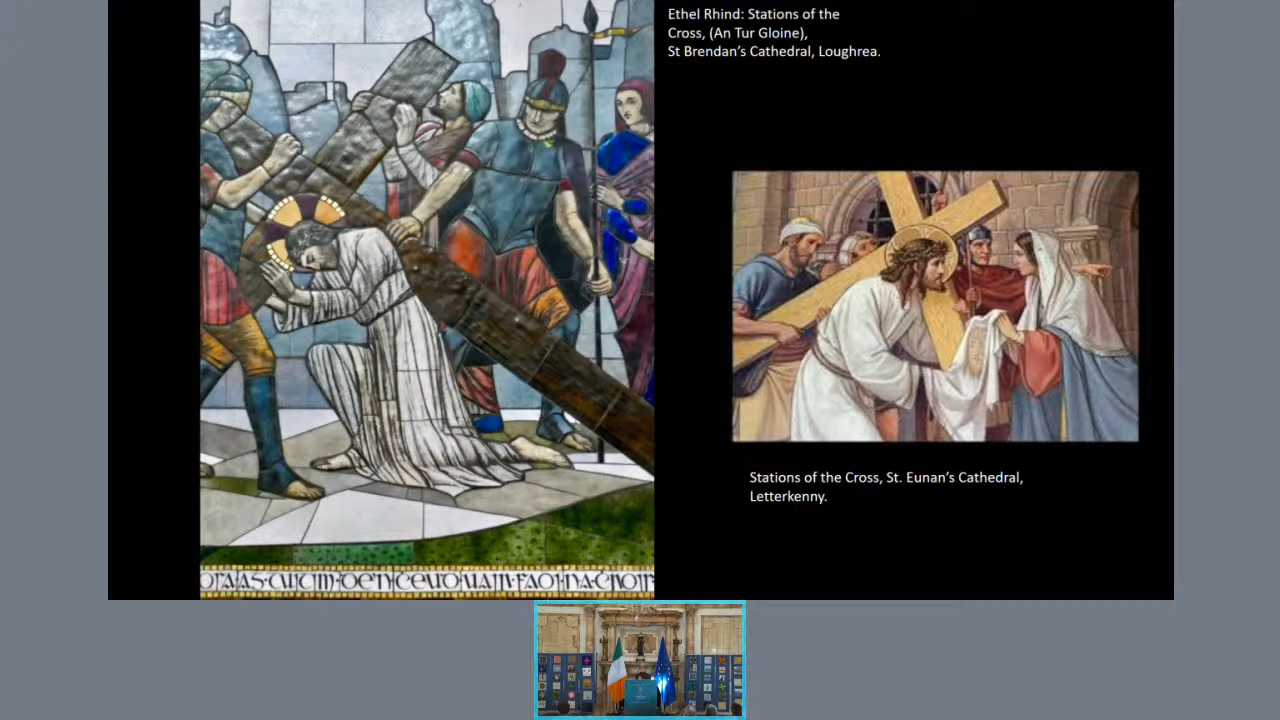 Ethel Rhind: Stations of the
Cross, (An Tur Gloine),
St Brendan's Cathedral, Loughrea.
Stations of the Cross, St. Eunan's Cathedral,
Letterkenny.